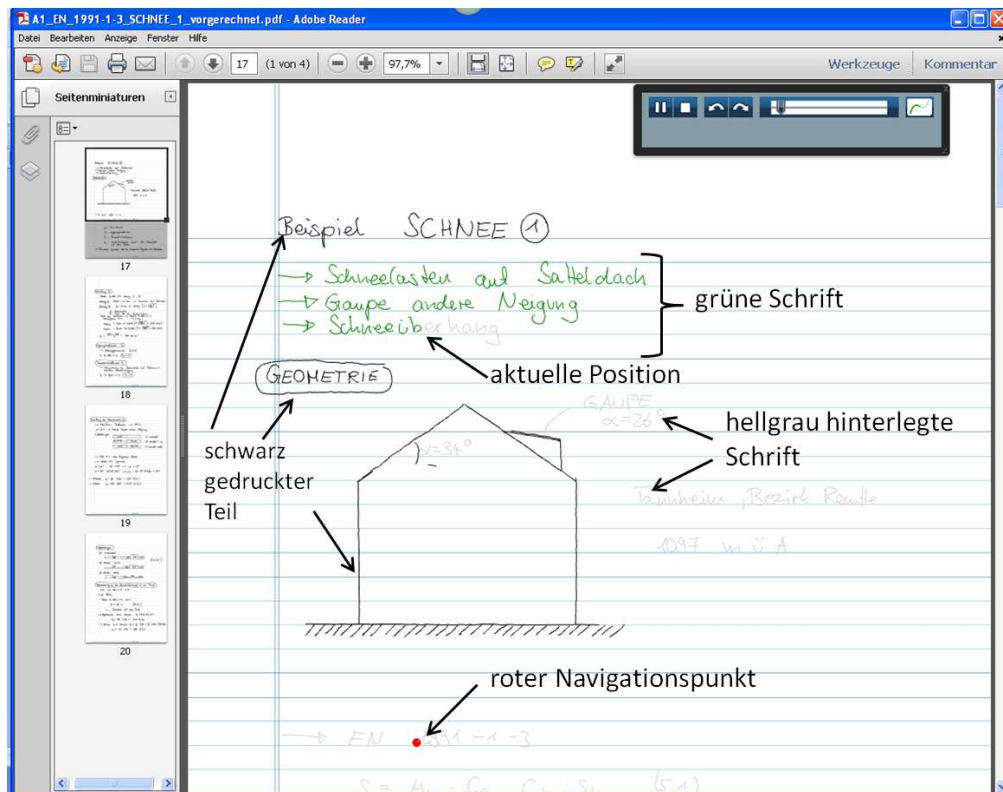 A1_EN_1991-1-3_SCHNEE_1_vorgerechnet.pdf - Adobe Reader
Datei Bearbeiten Anzeige Fenster Hilfe
17 (1 von 4) 97,7% Werkzeuge Kommentar
Seitenminiaturen
17
18
19
20
Beispiel SCHNEE 1
→ Schneelasten auf Satteldach
→ Gaupe andere Neigung
→ Schneeüberhang
grüne Schrift
aktuelle Position
GEOMETRIE
GAUPE
α=26°
hellgrau hinterlegte
Schrift
schwarz
gedruckter
Teil
α=34°
Tannheim, Bezirk Reutte
1097 m ü A
roter Navigationspunkt
→ EN 1991-1-3
(5.1)